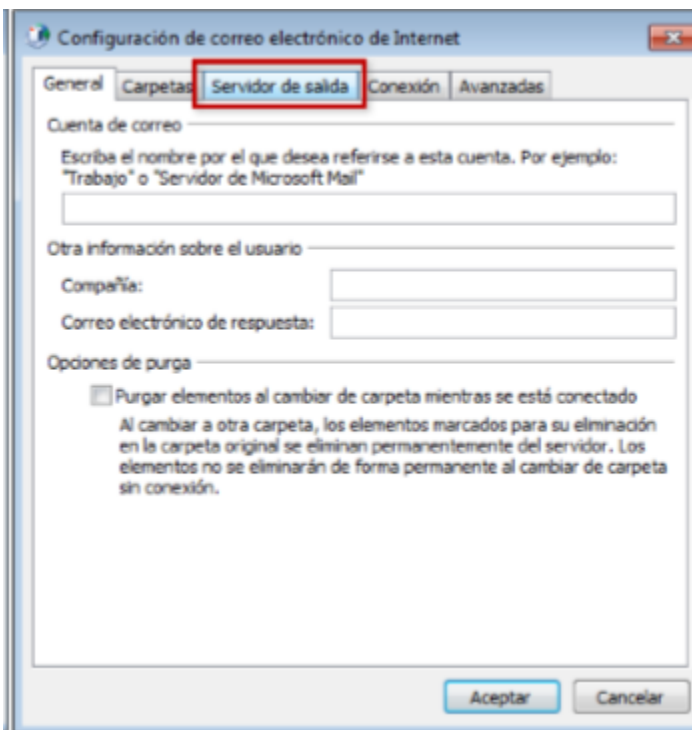 Configuración de correo electrónico de Internet
General Carpetas Servidor de salida Conexión Avanzadas
Cuenta de correo
Escriba el nombre por el que desea referirse a esta cuenta. Por ejemplo:
"Trabajo" o "Servidor de Microsoft Mail"
Otra información sobre el usuario
Compañía:
Correo electrónico de respuesta:
Opciones de purga
Purgar elementos al cambiar de carpeta mientras se está conectado
Al cambiar a otra carpeta, los elementos marcados para su eliminación
en la carpeta original se eliminan permanentemente del servidor. Los
elementos no se eliminarán de forma permanente al cambiar de carpeta
sin conexión.
Aceptar Cancelar